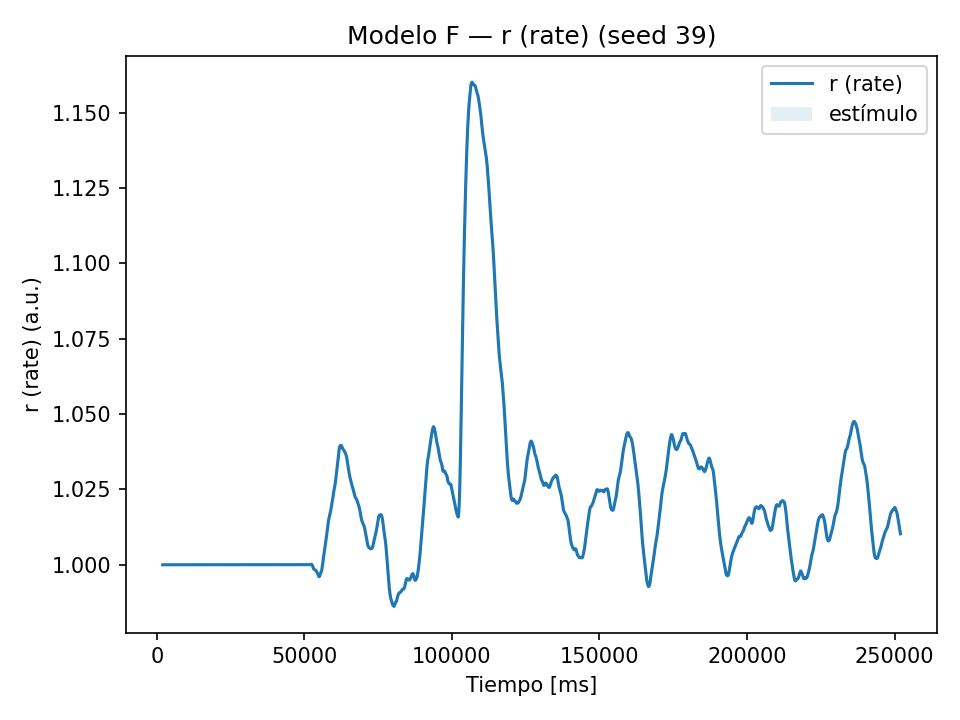 Modelo F — r (rate) (seed 39)
r (rate)
estímulo
r (rate) (a.u.)
1.150
1.125
1.100
1.075
1.050
1.025
1.000
0
50000
100000
150000
200000
250000
Tiempo [ms]